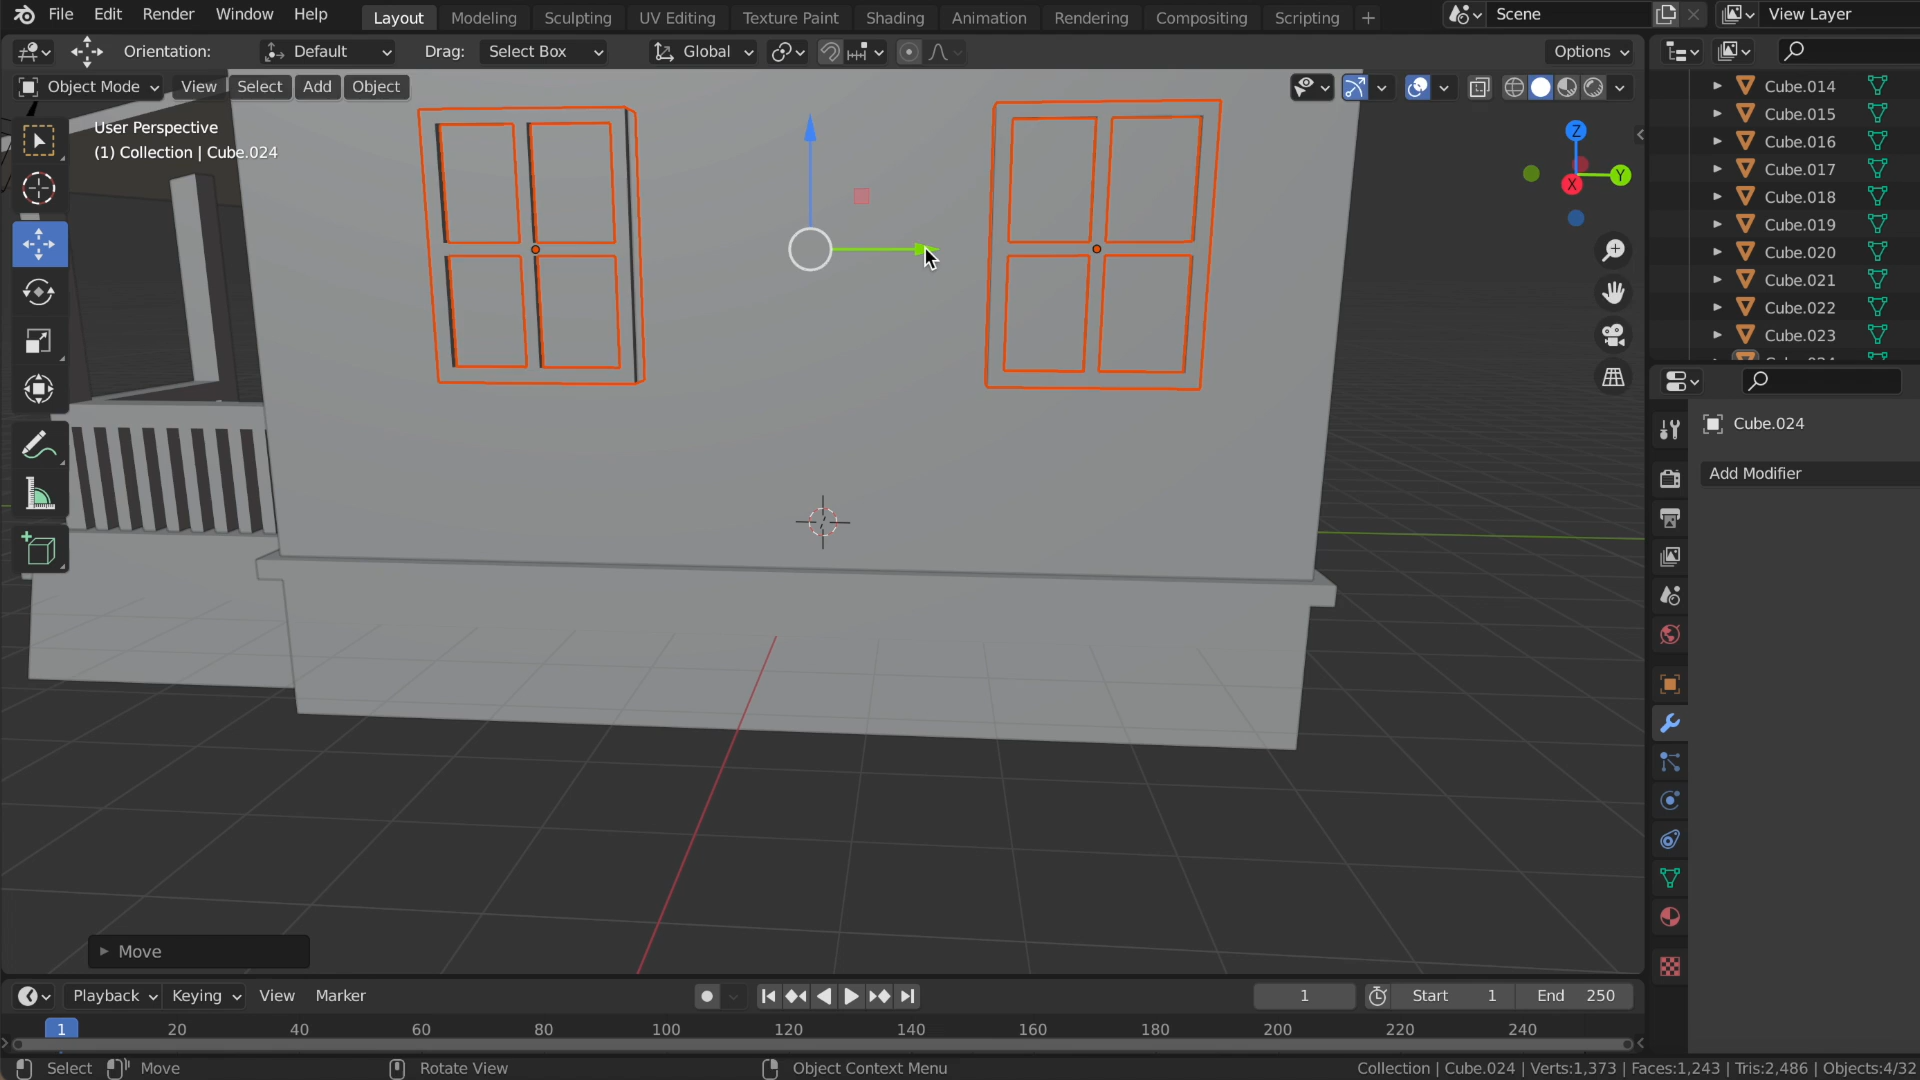 File Edit Render Window Help Layout Modeling Sculpting UV Editing Texture Paint Shading Animation Rendering Compositing Scripting + Scene View Layer
Orientation: Default Drag: Select Box Global Options
Object Mode View Select Add Object
User Perspective
(1) Collection | Cube.024
Z
Y
X
Cube.014
Cube.015
Cube.016
Cube.017
Cube.018
Cube.019
Cube.020
Cube.021
Cube.022
Cube.023
Cube.024
Add Modifier
Move
Playback Keying View Marker 1 Start 1 End 250
1 20 40 60 80 100 120 140 160 180 200 220 240
Select Move Rotate View Object Context Menu Collection | Cube.024 | Verts:1,373 | Faces:1,243 | Tris:2,486 | Objects:4/32